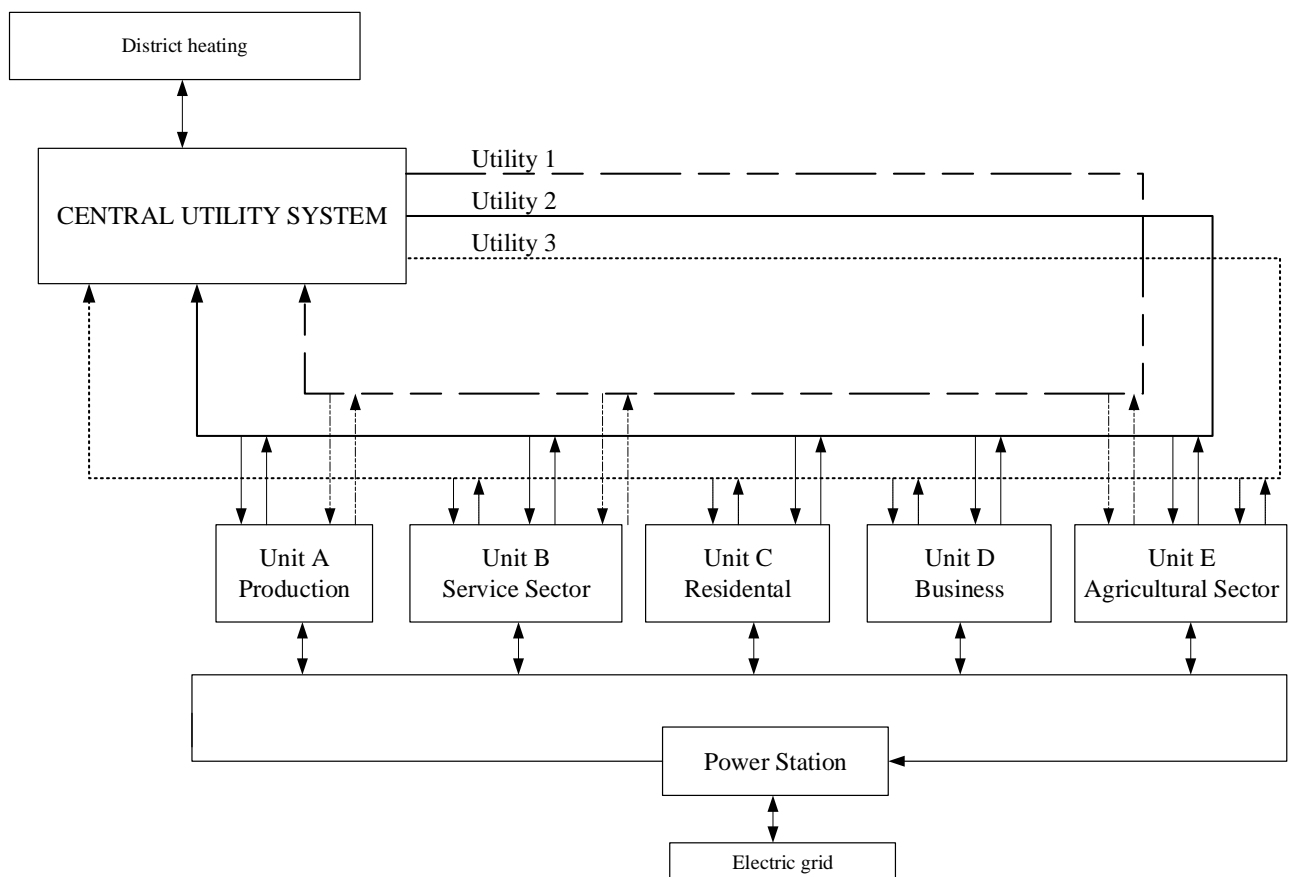 District heating
CENTRAL UTILITY SYSTEM
Utility 1
Utility 2
Utility 3
Unit A
Production
Unit B
Service Sector
Unit C
Residental
Unit D
Business
Unit E
Agricultural Sector
Power Station
Electric grid